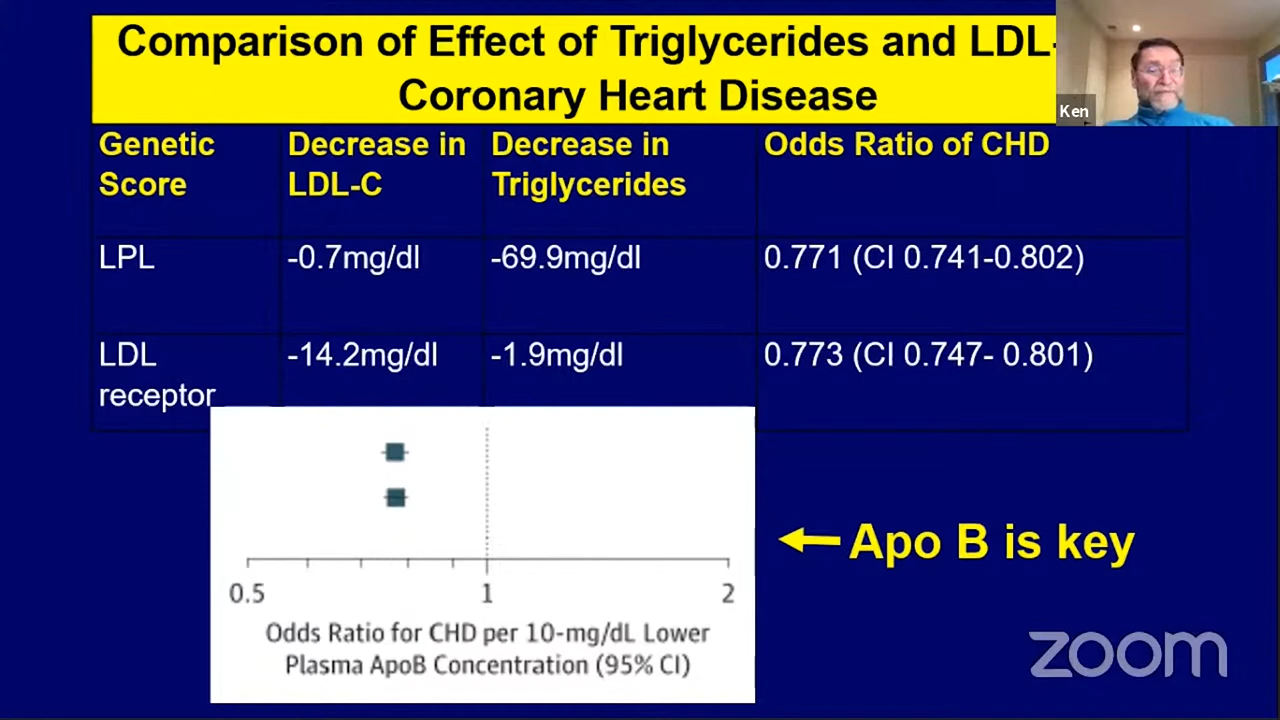 Comparison of Effect of Triglycerides and LDL-
Coronary Heart Disease
Ken
Genetic Score
Decrease in LDL-C
Decrease in Triglycerides
Odds Ratio of CHD
LPL
-0.7mg/dl
-69.9mg/dl
0.771 (CI 0.741-0.802)
LDL receptor
-14.2mg/dl
-1.9mg/dl
0.773 (CI 0.747- 0.801)
Apo B is key
0.5
1
2
Odds Ratio for CHD per 10-mg/dL Lower
Plasma ApoB Concentration (95% CI)
zoom